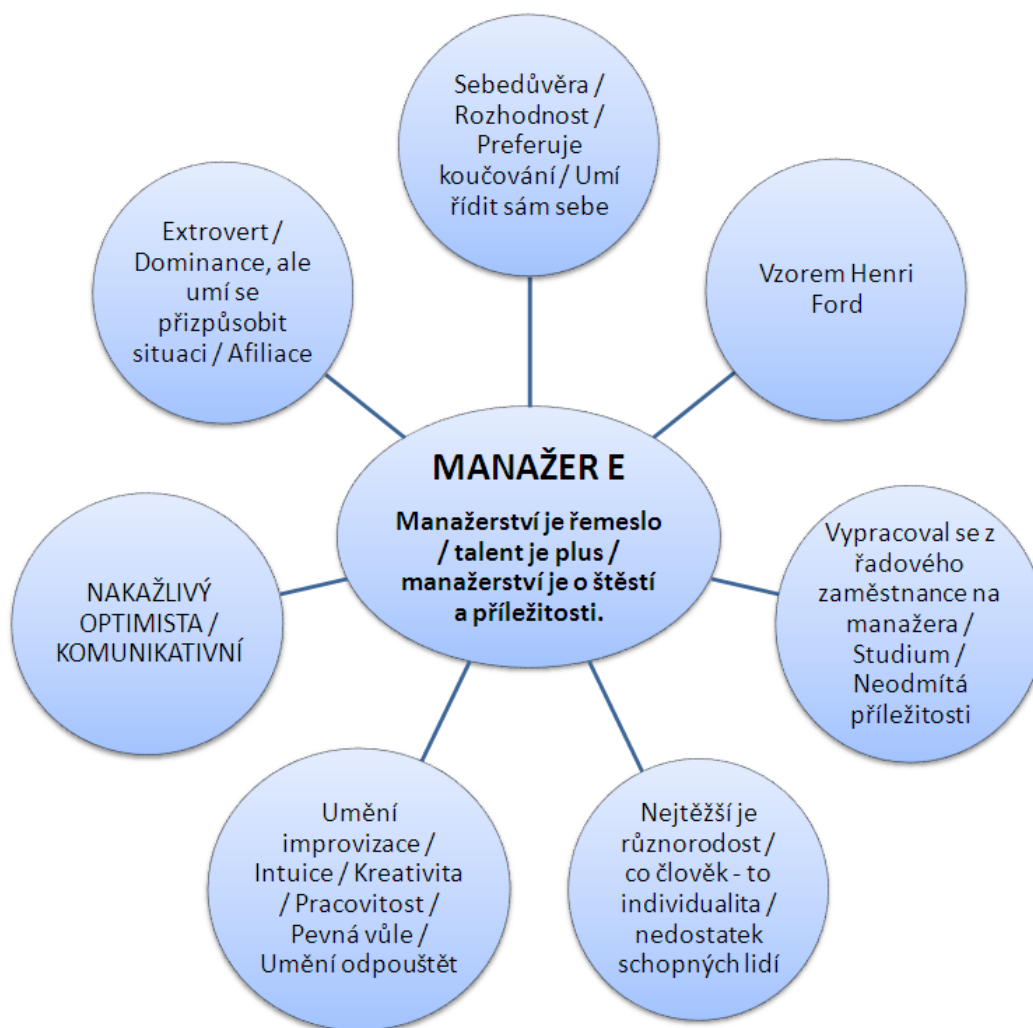 Sebedůvěra /
Rozhodnost /
Preferuje
koučování / Umí
řídit sám sebe
Extrovert /
Dominance, ale
umí se
přizpůsobit
situaci / Afiliace
Vzorem Henri
Ford
MANAŽER E
Manažerství je řemeslo
/ talent je plus /
manažerství je o štěstí
a příležitosti.
NAKAŽLIVÝ
OPTIMISTA /
KOMUNIKATIVNÍ
Vypracoval se z
řadového
zaměstnance na
manažera /
Studium /
Neodmítá
příležitosti
Umění
improvizace /
Intuice / Kreativita
/ Pracovitost /
Pevná vůle /
Umění odpouštět
Nejtěžší je
různorodost /
co člověk - to
individualita /
nedostatek
schopných lidí